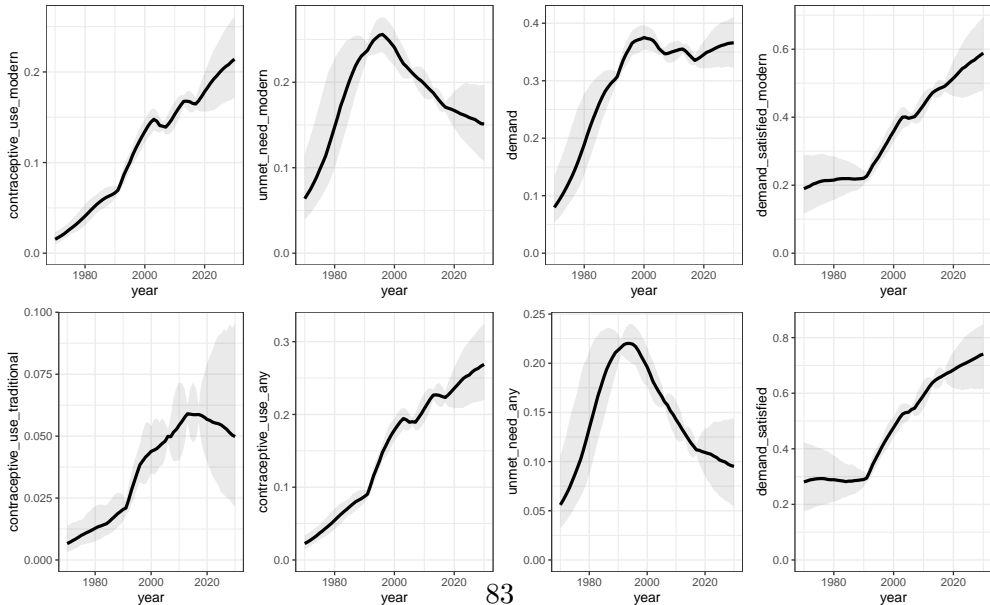 contraceptive_use_modern
0.2
0.1
0.0
1980 2000 2020
year
unmet_need_modern
0.2
0.1
0.0
1980 2000 2020
year
demand
0.4
0.3
0.2
0.1
0.0
1980 2000 2020
year
demand_satisfied_modern
0.6
0.4
0.2
0.0
1980 2000 2020
year
contraceptive_use_traditional
0.100
0.075
0.050
0.025
0.000
1980 2000 2020
year
contraceptive_use_any
0.3
0.2
0.1
0.0
1980 2000 2020
year
unmet_need_any
0.25
0.20
0.15
0.10
0.05
0.00
1980 2000 2020
year
demand_satisfied
0.8
0.6
0.4
0.2
0.0
1980 2000 2020
year
83